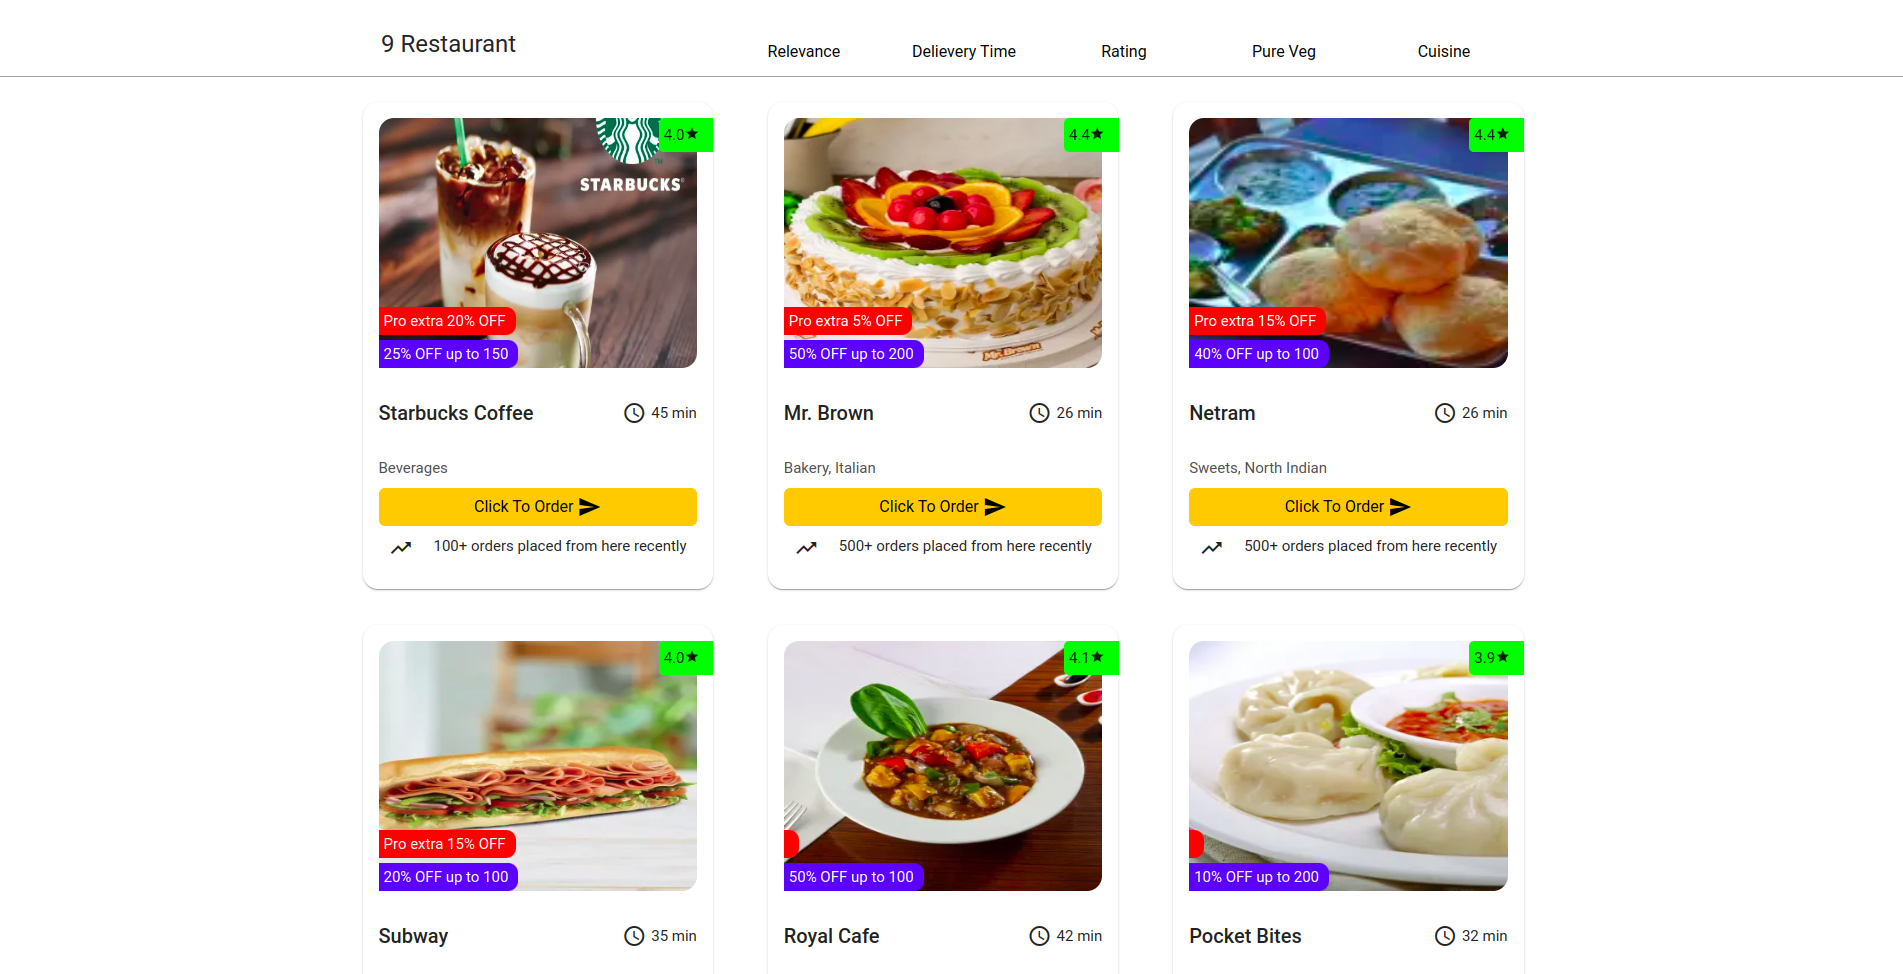 9 Restaurant
Relevance
Delievery Time
Rating
Pure Veg
Cuisine
4.0★
STARBUCKS
Pro extra 20% OFF
25% OFF up to 150
Starbucks Coffee
45 min
Beverages
Click To Order
100+ orders placed from here recently
4.4★
Mr. Brown
Pro extra 5% OFF
50% OFF up to 200
Mr. Brown
26 min
Bakery, Italian
Click To Order
500+ orders placed from here recently
4.4★
Pro extra 15% OFF
40% OFF up to 100
Netram
26 min
Sweets, North Indian
Click To Order
500+ orders placed from here recently
4.0★
Pro extra 15% OFF
20% OFF up to 100
Subway
35 min
4.1★
50% OFF up to 100
Royal Cafe
42 min
3.9★
10% OFF up to 200
Pocket Bites
32 min